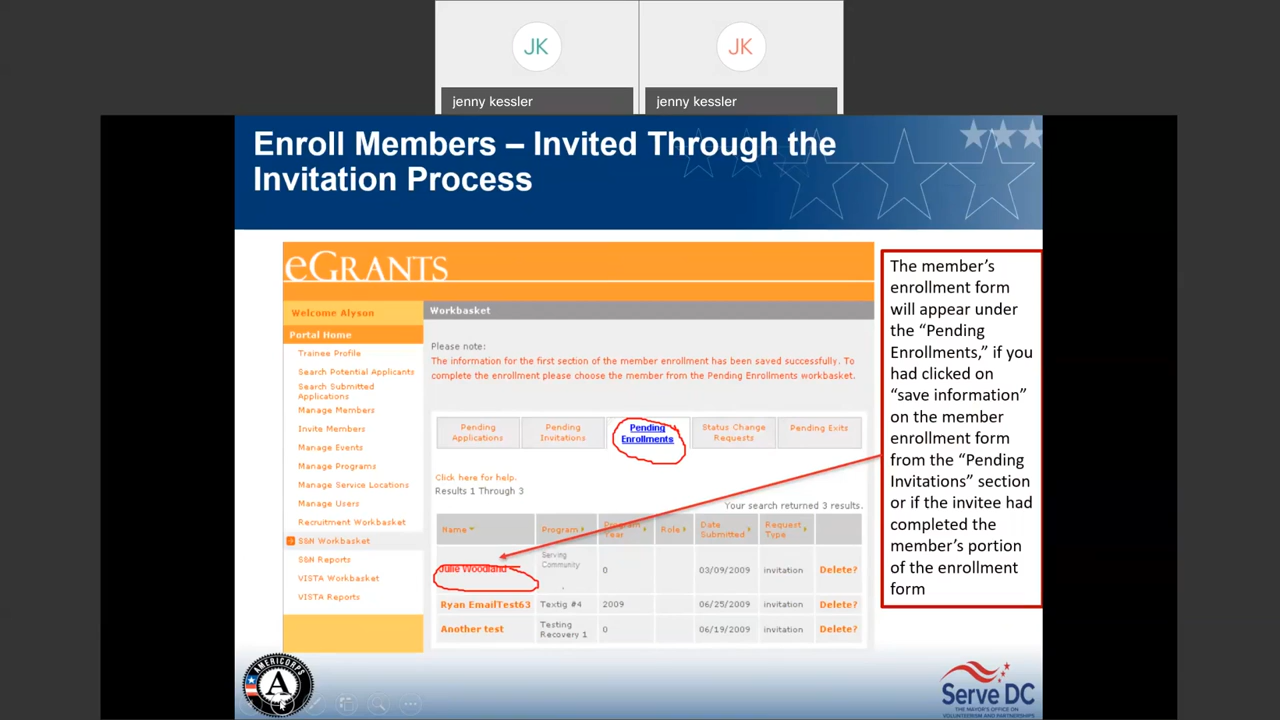 JK
JK
jenny kessler
jenny kessler
Enroll Members – Invited Through the
Invitation Process
eGRANTS
Welcome Alyson
Portal Home
Trainee Profile
Search Potential Applicants
Search Submitted
Applications
Manage Members
Invite Members
Manage Events
Manage Programs
Manage Service Locations
Manage Users
Recruitment Workbasket
S&N Workbasket
S&N Reports
VISTA Workbasket
VISTA Reports
Workbasket
Please note:
The information for the first section of the member enrollment has been saved successfully. To
complete the enrollment please choose the member from the Pending Enrollments workbasket.
Pending
Applications
Pending
Invitations
Pending
Enrollments
Status Change
Requests
Pending Exits
Click here for help.
Results 1 Through 3
Your search returned 3 results.
Name
Program
Program
Year
Role
Date
Submitted
Request
Type
Julie Woodland
Serving
Community
0
03/09/2009
invitation
Delete?
Ryan EmailTest63
Textig #4
2009
06/25/2009
invitation
Delete?
Another test
Testing
Recovery 1
0
06/19/2009
invitation
Delete?
The member's
enrollment form
will appear under
the “Pending
Enrollments,” if you
had clicked on
“save information”
on the member
enrollment form
from the “Pending
Invitations” section
or if the invitee had
completed the
member's portion
of the enrollment
form
AMERICORPS
A
Serve DC
THE MAYOR'S OFFICE ON
VOLUNTEERISM AND PARTNERSHIPS